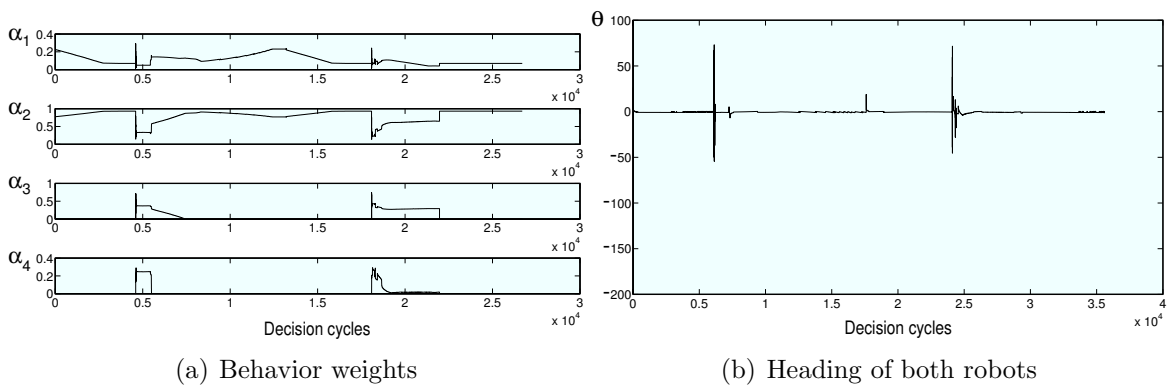 α1
0.4
0.2
0
0 0.5 1 1.5 2 2.5 3
x 10^4
α2
1
0.5
0
0 0.5 1 1.5 2 2.5 3
x 10^4
α3
1
0.5
0
0 0.5 1 1.5 2 2.5 3
x 10^4
α4
0.4
0.2
0
0 0.5 1 1.5 2 2.5 3
x 10^4
Decision cycles
(a) Behavior weights
θ
100
50
0
-50
-100
-150
-200
0 0.5 1 1.5 2 2.5 3 3.5 4
x 10^4
Decision cycles
(b) Heading of both robots